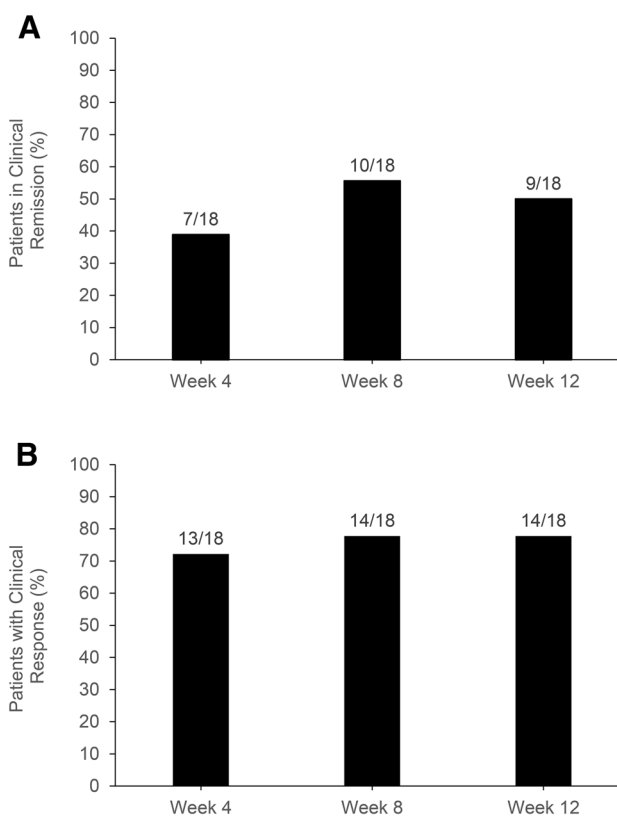 A
Patients in Clinical
Remission (%)
100
90
80
70
60
50
40
30
20
10
0
7/18
10/18
9/18
Week 4
Week 8
Week 12
B
Patients with Clinical
Response (%)
100
90
80
70
60
50
40
30
20
10
0
13/18
14/18
14/18
Week 4
Week 8
Week 12